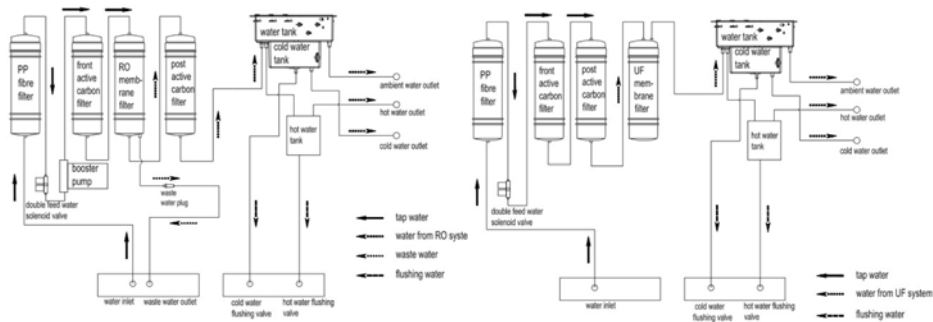 water tank
cold water
tank
PP
fibre
filter
front
active
carbon
filter
RO
mem-
brane
filter
post
active
carbon
filter
ambient water outlet
hot water outlet
hot water
tank
cold water outlet
booster
pump
waste
water plug
double feed water
solenoid valve
tap water
water from RO syste
waste water
flushing water
water inlet
waste water outlet
cold water
flushing valve
hot water flushing
valve
water tank
cold water
tank
PP
fibre
filter
front
active
carbon
filter
post
active
carbon
filter
UF
mem-
brane
filter
ambient water outlet
hot water outlet
hot water
tank
cold water outlet
double feed water
solenoid valve
tap water
water from UF system
flushing water
water inlet
cold water
flushing valve
hot water flushing
valve